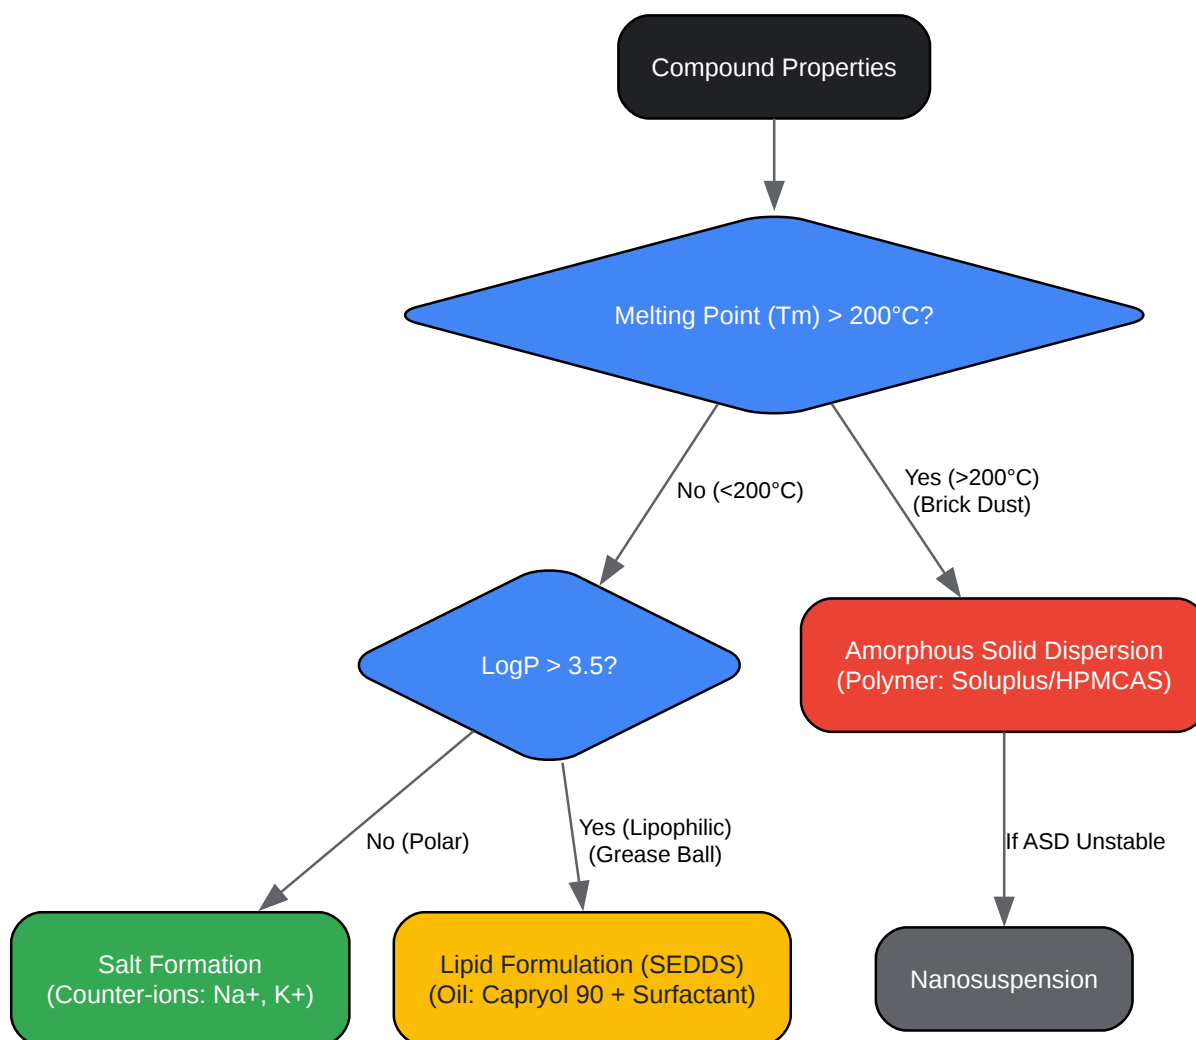 Compound Properties
Melting Point (Tm) > 200°C?
No (<200°C)
Yes (>200°C)
(Brick Dust)
LogP > 3.5?
Amorphous Solid Dispersion
(Polymer: Soluplus/HPMCAS)
No (Polar)
Yes (Lipophilic)
(Grease Ball)
If ASD Unstable
Salt Formation
(Counter-ions: Na+, K+)
Lipid Formulation (SEDDS)
(Oil: Capryol 90 + Surfactant)
Nanosuspension